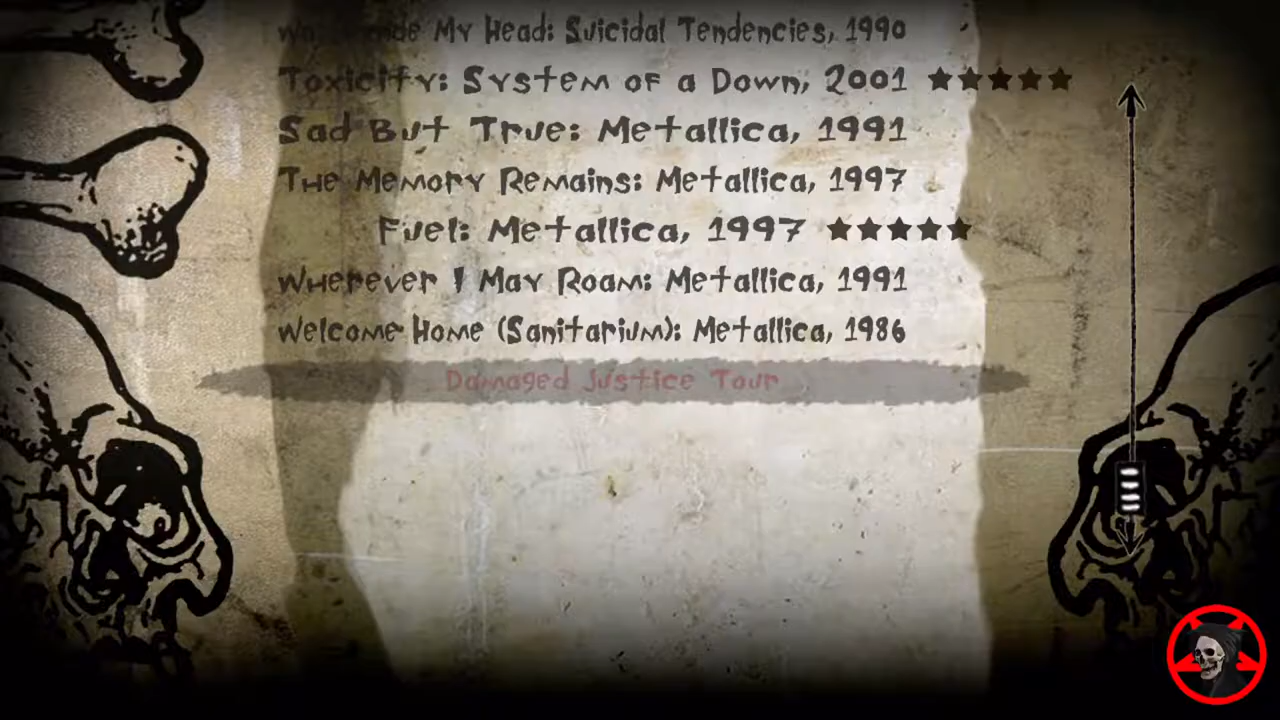 My Head: Suicidal Tendencies, 1990
Toxicity: System of a Down, 2001 ★★★★★
Sad But True: Metallica, 1991
The Memory Remains: Metallica, 1997
Fuel: Metallica, 1997 ★★★★★
Wherever I May Roam: Metallica, 1991
Welcome Home (Sanitarium): Metallica, 1986
Damaged Justice Tour